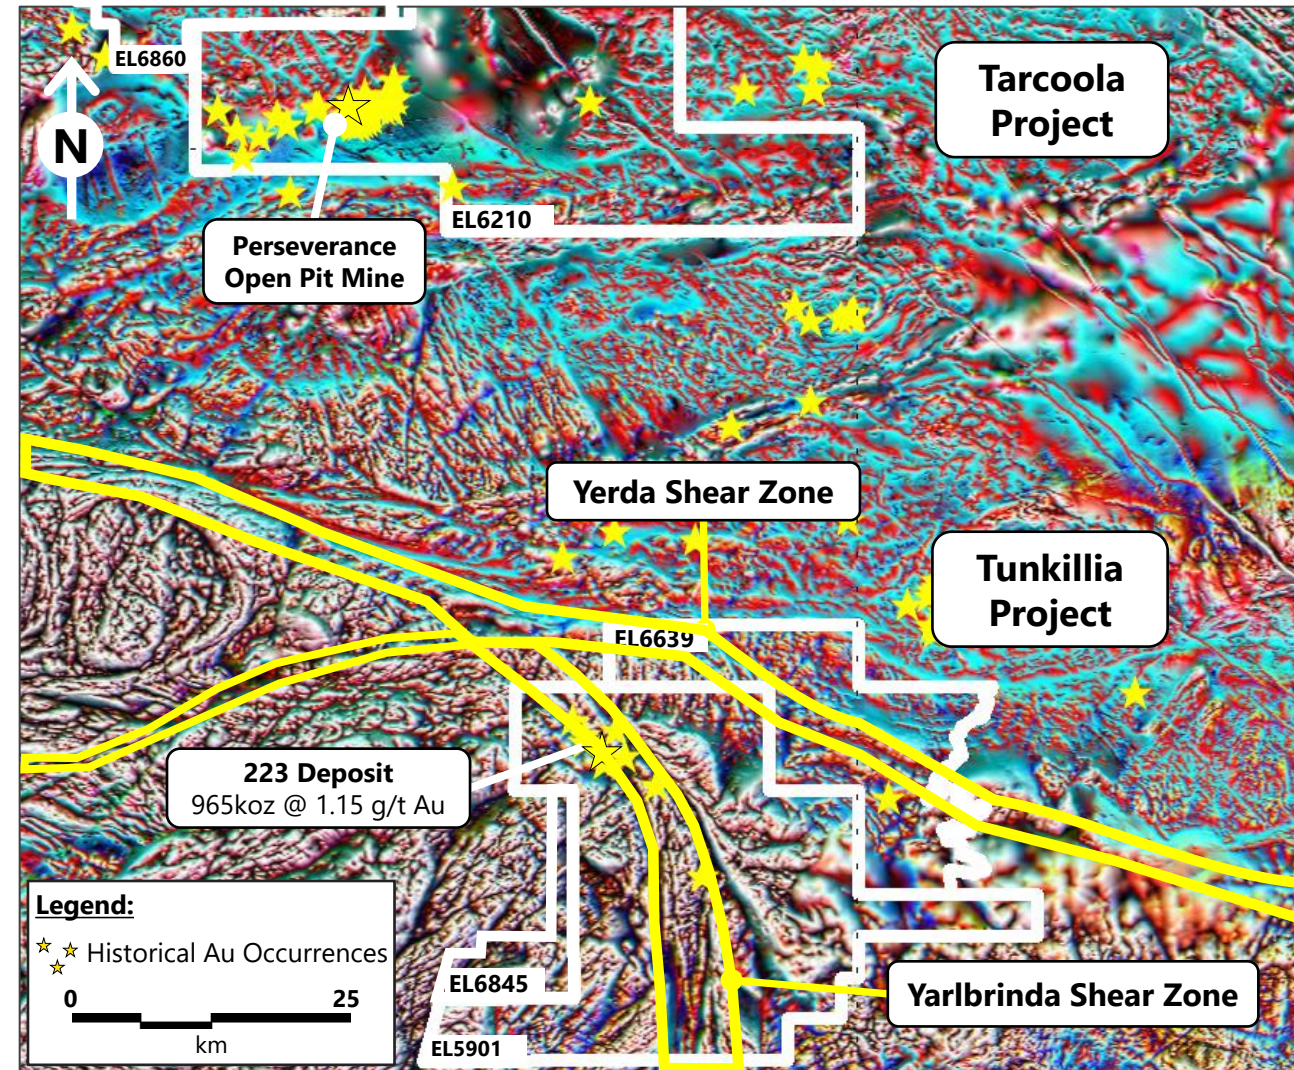 EL6860
Tarcoola
Project
N
EL6210
Perseverance
Open Pit Mine
Yerda Shear Zone
Tunkillia
Project
EL6639
223 Deposit
965koz @ 1.15 g/t Au
Legend:
Historical Au Occurrences
0 25
km
EL6845
Yarlbrinda Shear Zone
EL5901